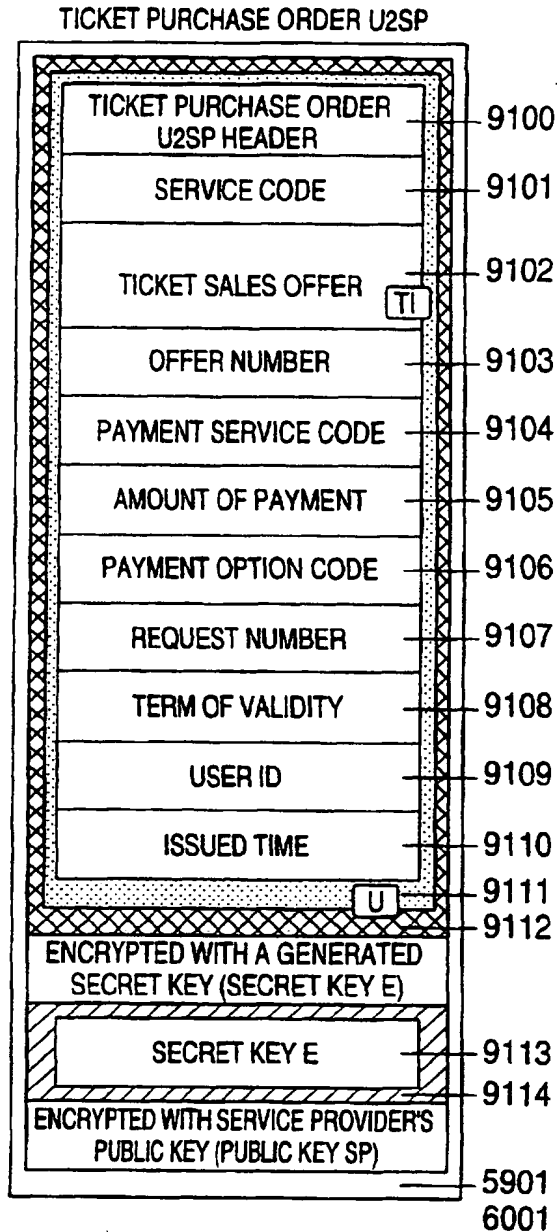 TICKET PURCHASE ORDER U2SP
TICKET PURCHASE ORDER
U2SP HEADER
9100
SERVICE CODE
9101
TICKET SALES OFFER
9102
TI
OFFER NUMBER
9103
PAYMENT SERVICE CODE
9104
AMOUNT OF PAYMENT
9105
PAYMENT OPTION CODE
9106
REQUEST NUMBER
9107
TERM OF VALIDITY
9108
USER ID
9109
ISSUED TIME
9110
U
9111
9112
ENCRYPTED WITH A GENERATED
SECRET KEY (SECRET KEY E)
SECRET KEY E
9113
9114
ENCRYPTED WITH SERVICE PROVIDER'S
PUBLIC KEY (PUBLIC KEY SP)
5901
6001